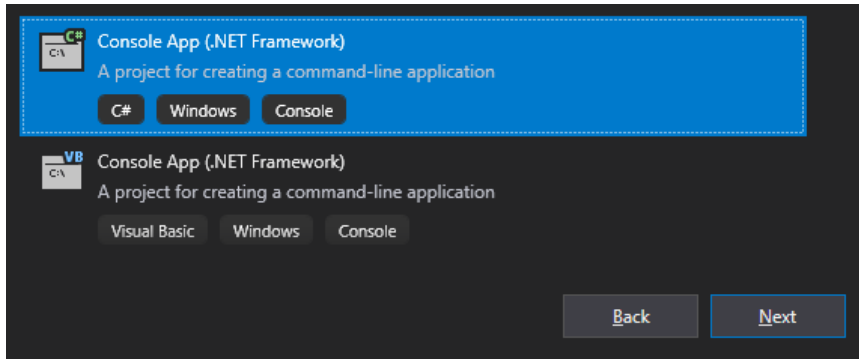 C#
C:\
Console App (.NET Framework)
A project for creating a command-line application
C# Windows Console
VB
C:\
Console App (.NET Framework)
A project for creating a command-line application
Visual Basic Windows Console
Back Next